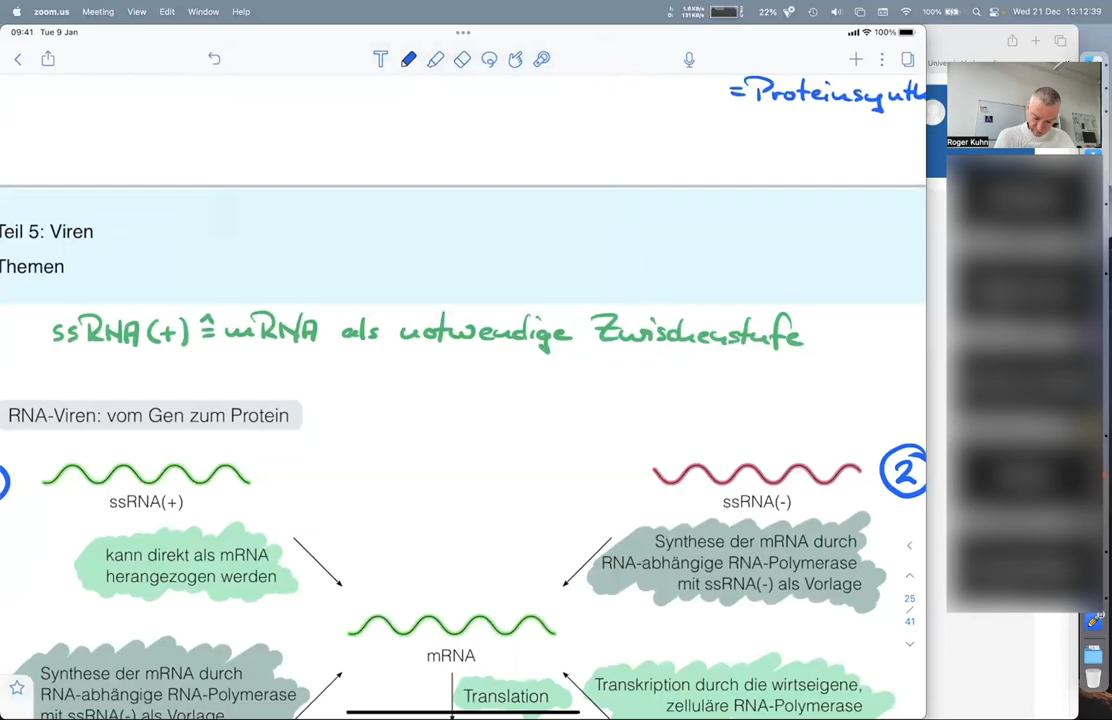 zoom.us Meeting View Edit Window Help
22% 100% Wed 21 Dec 13:12:39
09:41 Tue 9 Jan
100%
=Proteinsynth
Roger Kuhn
Teil 5: Viren
Themen
ssRNA(+) ≙ mRNA als notwendige Zwischenstufe
RNA-Viren: vom Gen zum Protein
2
ssRNA(+)
ssRNA(-)
kann direkt als mRNA
herangezogen werden
Synthese der mRNA durch
RNA-abhängige RNA-Polymerase
mit ssRNA(-) als Vorlage
25
/
41
mRNA
Synthese der mRNA durch
RNA-abhängige RNA-Polymerase
mit ssRNA(-) als Vorlage
Translation
Transkription durch die wirtseigene,
zelluläre RNA-Polymerase